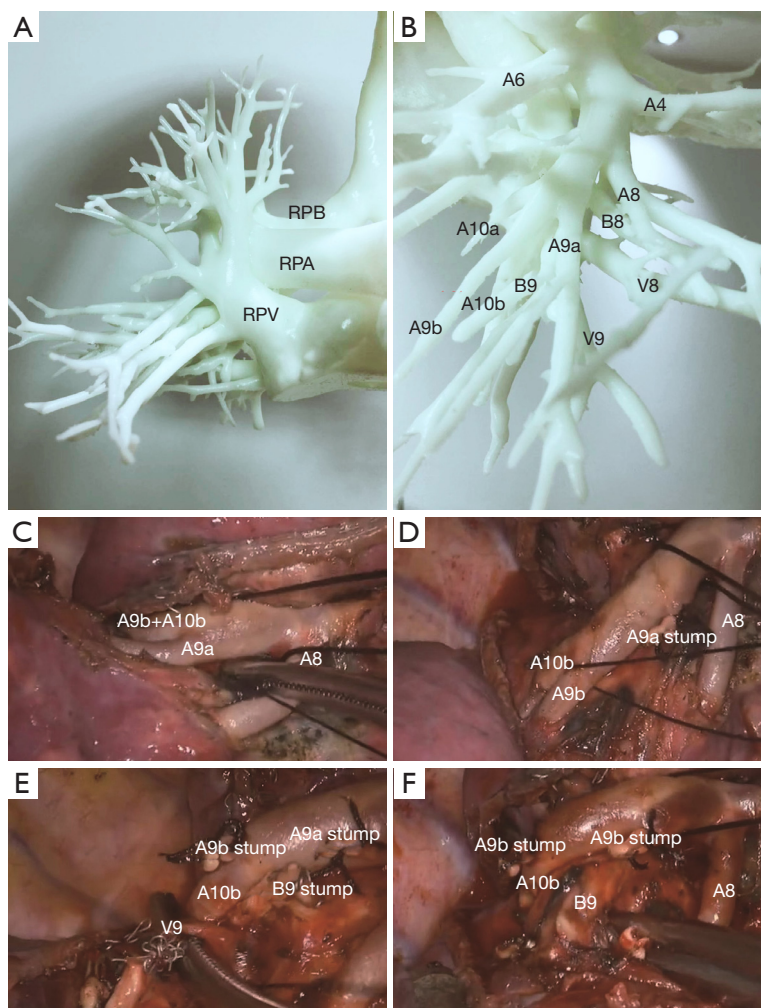 A
RPB
RPA
RPV
B
A6
A4
A8
B8
A10a
A9a
B9
V8
A10b
A9b
V9
C
A9b+A10b
A9a
A8
D
A8
A9a stump
A10b
A9b
E
A9a stump
A9b stump
B9 stump
A10b
V9
F
A9b stump
A9b stump
A10b
A8
B9